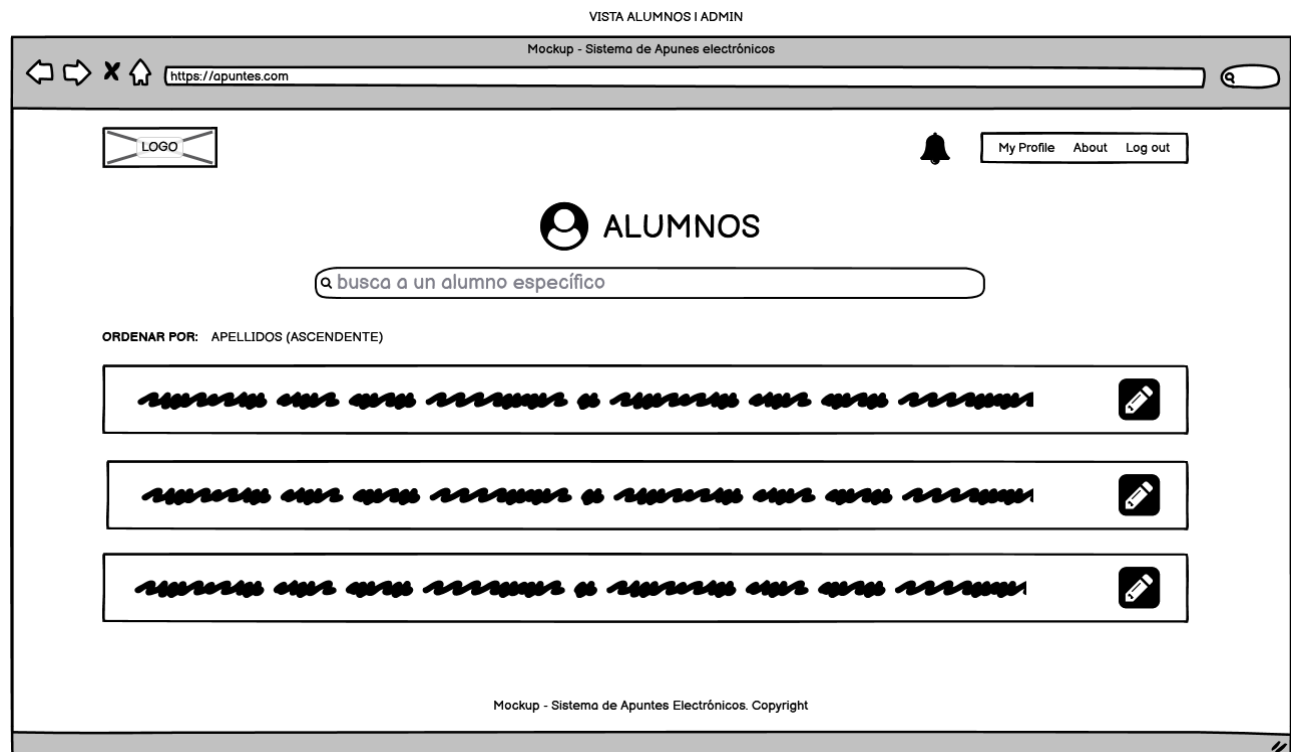 VISTA ALUMNOS | ADMIN
Mockup - Sistema de Apunes electrónicos
https://apuntes.com
LOGO
My Profile About Log out
ALUMNOS
busca a un alumno específico
ORDENAR POR: APELLIDOS (ASCENDENTE)
Mockup - Sistema de Apuntes Electrónicos. Copyright